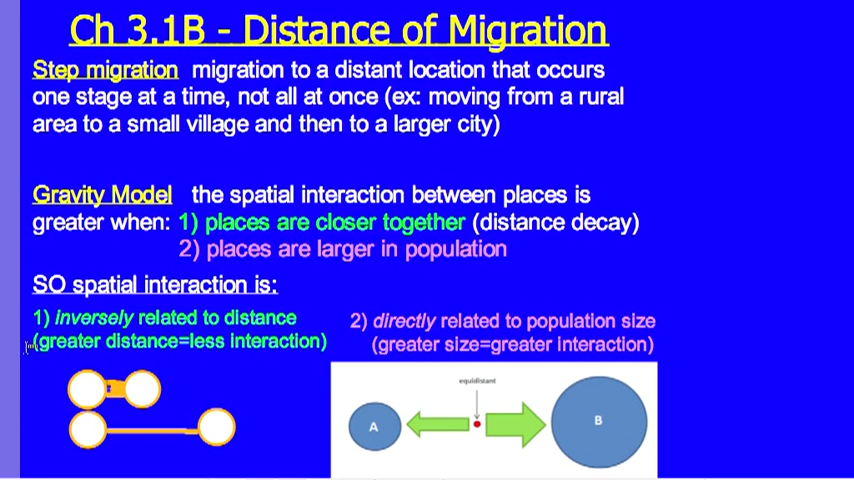 Ch 3.1B - Distance of Migration
Step migration migration to a distant location that occurs
one stage at a time, not all at once (ex: moving from a rural
area to a small village and then to a larger city)
Gravity Model the spatial interaction between places is
greater when: 1) places are closer together (distance decay)
2) places are larger in population
SO spatial interaction is:
1) inversely related to distance
(greater distance=less interaction)
2) directly related to population size
(greater size=greater interaction)
equidistant
A
B